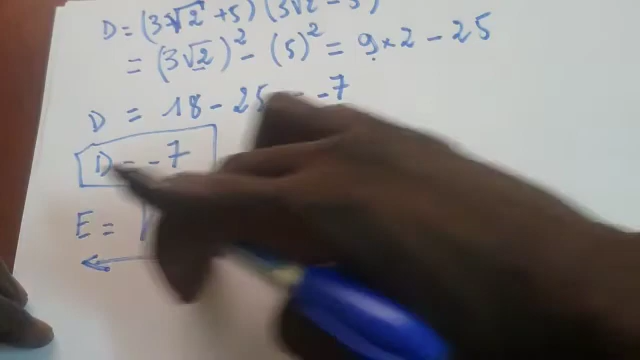 D = (3√2 + 5) (3√2 - 5)
= (3√2)² - (5)² = 9 × 2 - 25
D = 18 - 25 = -7
D = -7
E =